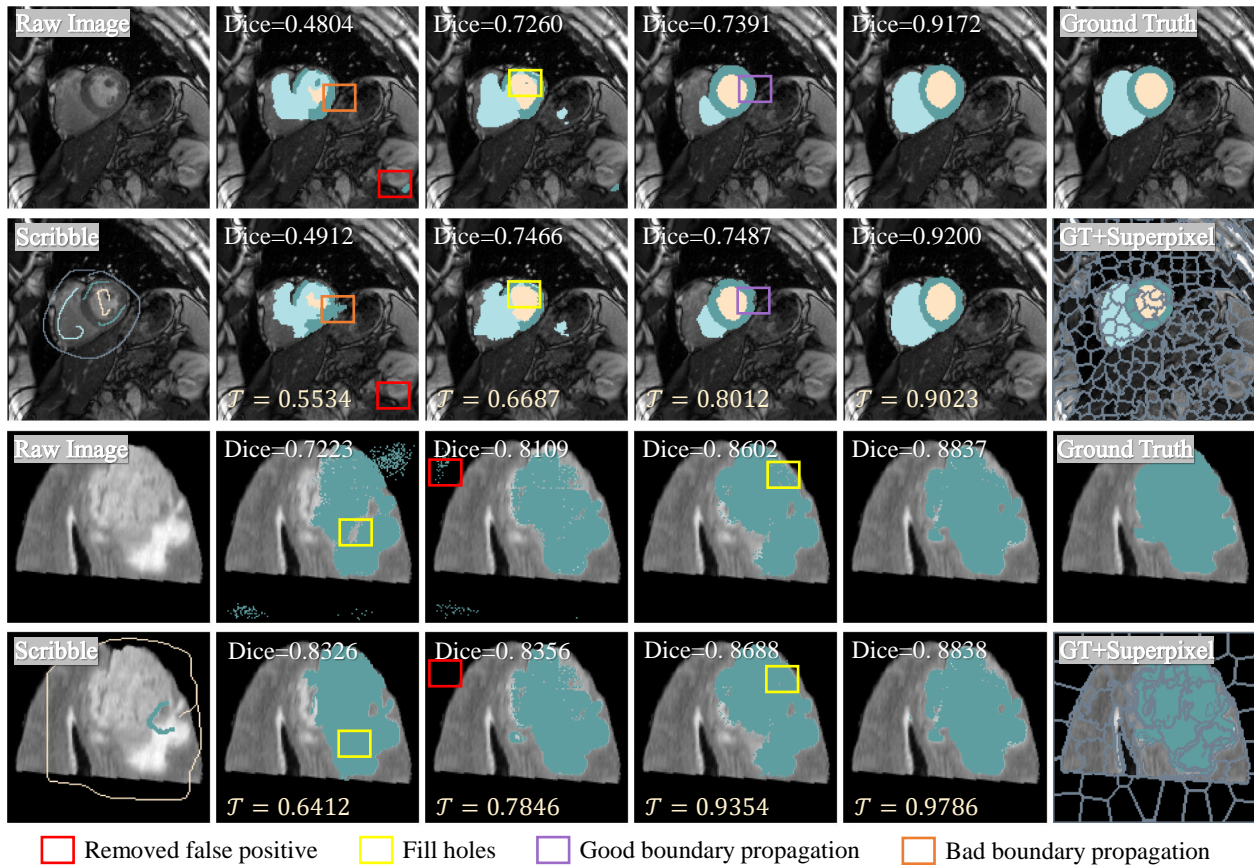 Raw Image Dice=0.4804 Dice=0.7260 Dice=0.7391 Dice=0.9172 Ground Truth
Scribble Dice=0.4912 Dice=0.7466 Dice=0.7487 Dice=0.9200 GT+Superpixel
𝒯 = 0.5534 𝒯 = 0.6687 𝒯 = 0.8012 𝒯 = 0.9023
Raw Image Dice=0.7223 Dice=0. 8109 Dice=0. 8602 Dice=0. 8837 Ground Truth
Scribble Dice=0.8326 Dice=0. 8356 Dice=0. 8688 Dice=0. 8838 GT+Superpixel
𝒯 = 0.6412 𝒯 = 0.7846 𝒯 = 0.9354 𝒯 = 0.9786
Removed false positive Fill holes Good boundary propagation Bad boundary propagation